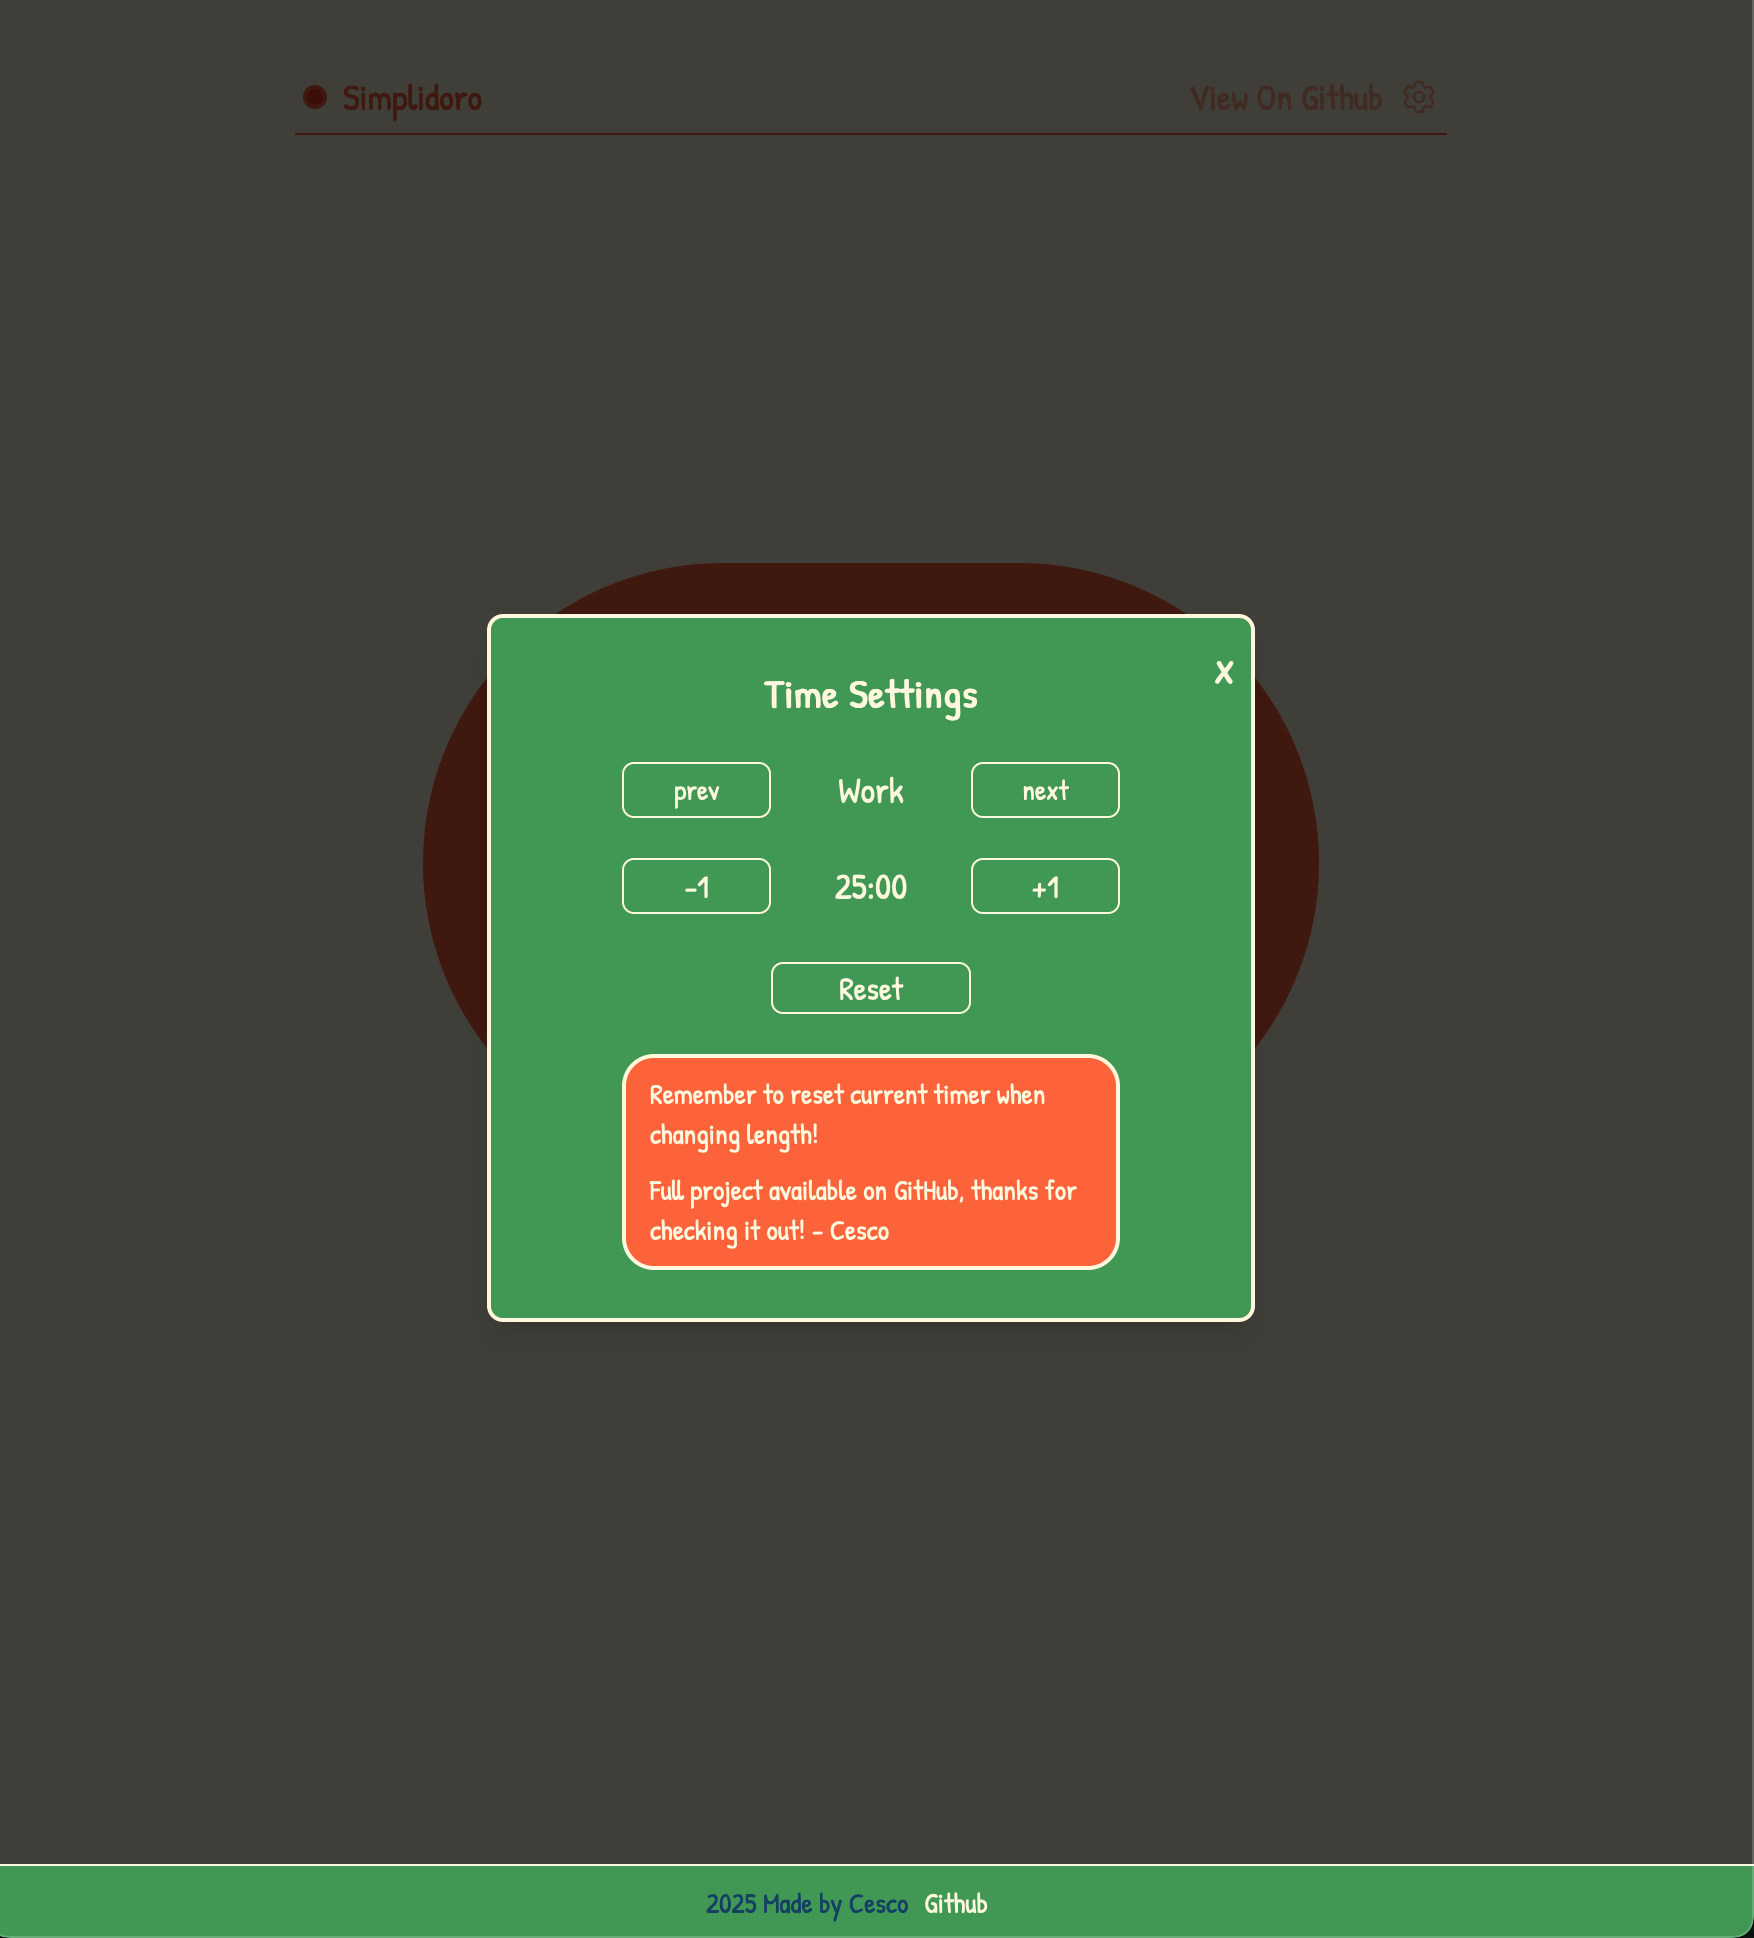 Simplidoro
View On Github
Time Settings
X
prev
Work
next
-1
25:00
+1
Reset
Remember to reset current timer when
changing length!
Full project available on GitHub, thanks for
checking it out! - Cesco
2025 Made by Cesco Github